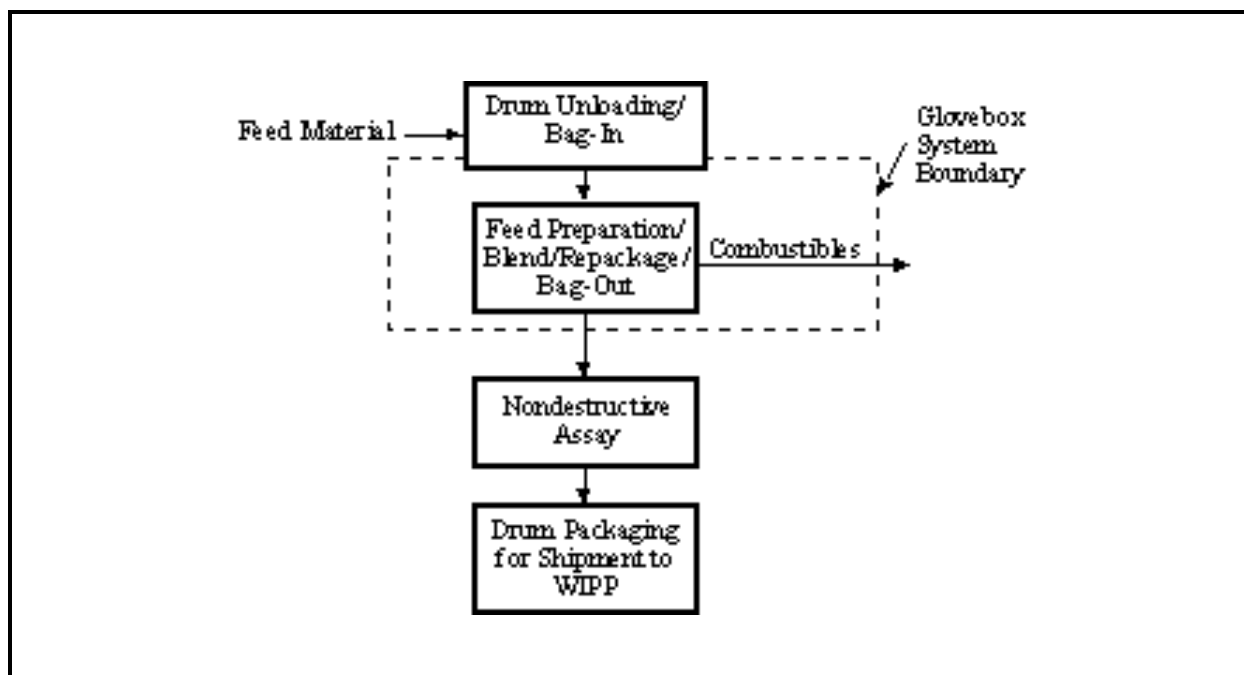 Feed Material
Drum Unloading/
Bag-In
Glovebox
System
Boundary
Feed Preparation/
Blend/Repackage/
Bag-Out
Combustibles
Nondestructive
Assay
Drum Packaging
for Shipment to
WIPP